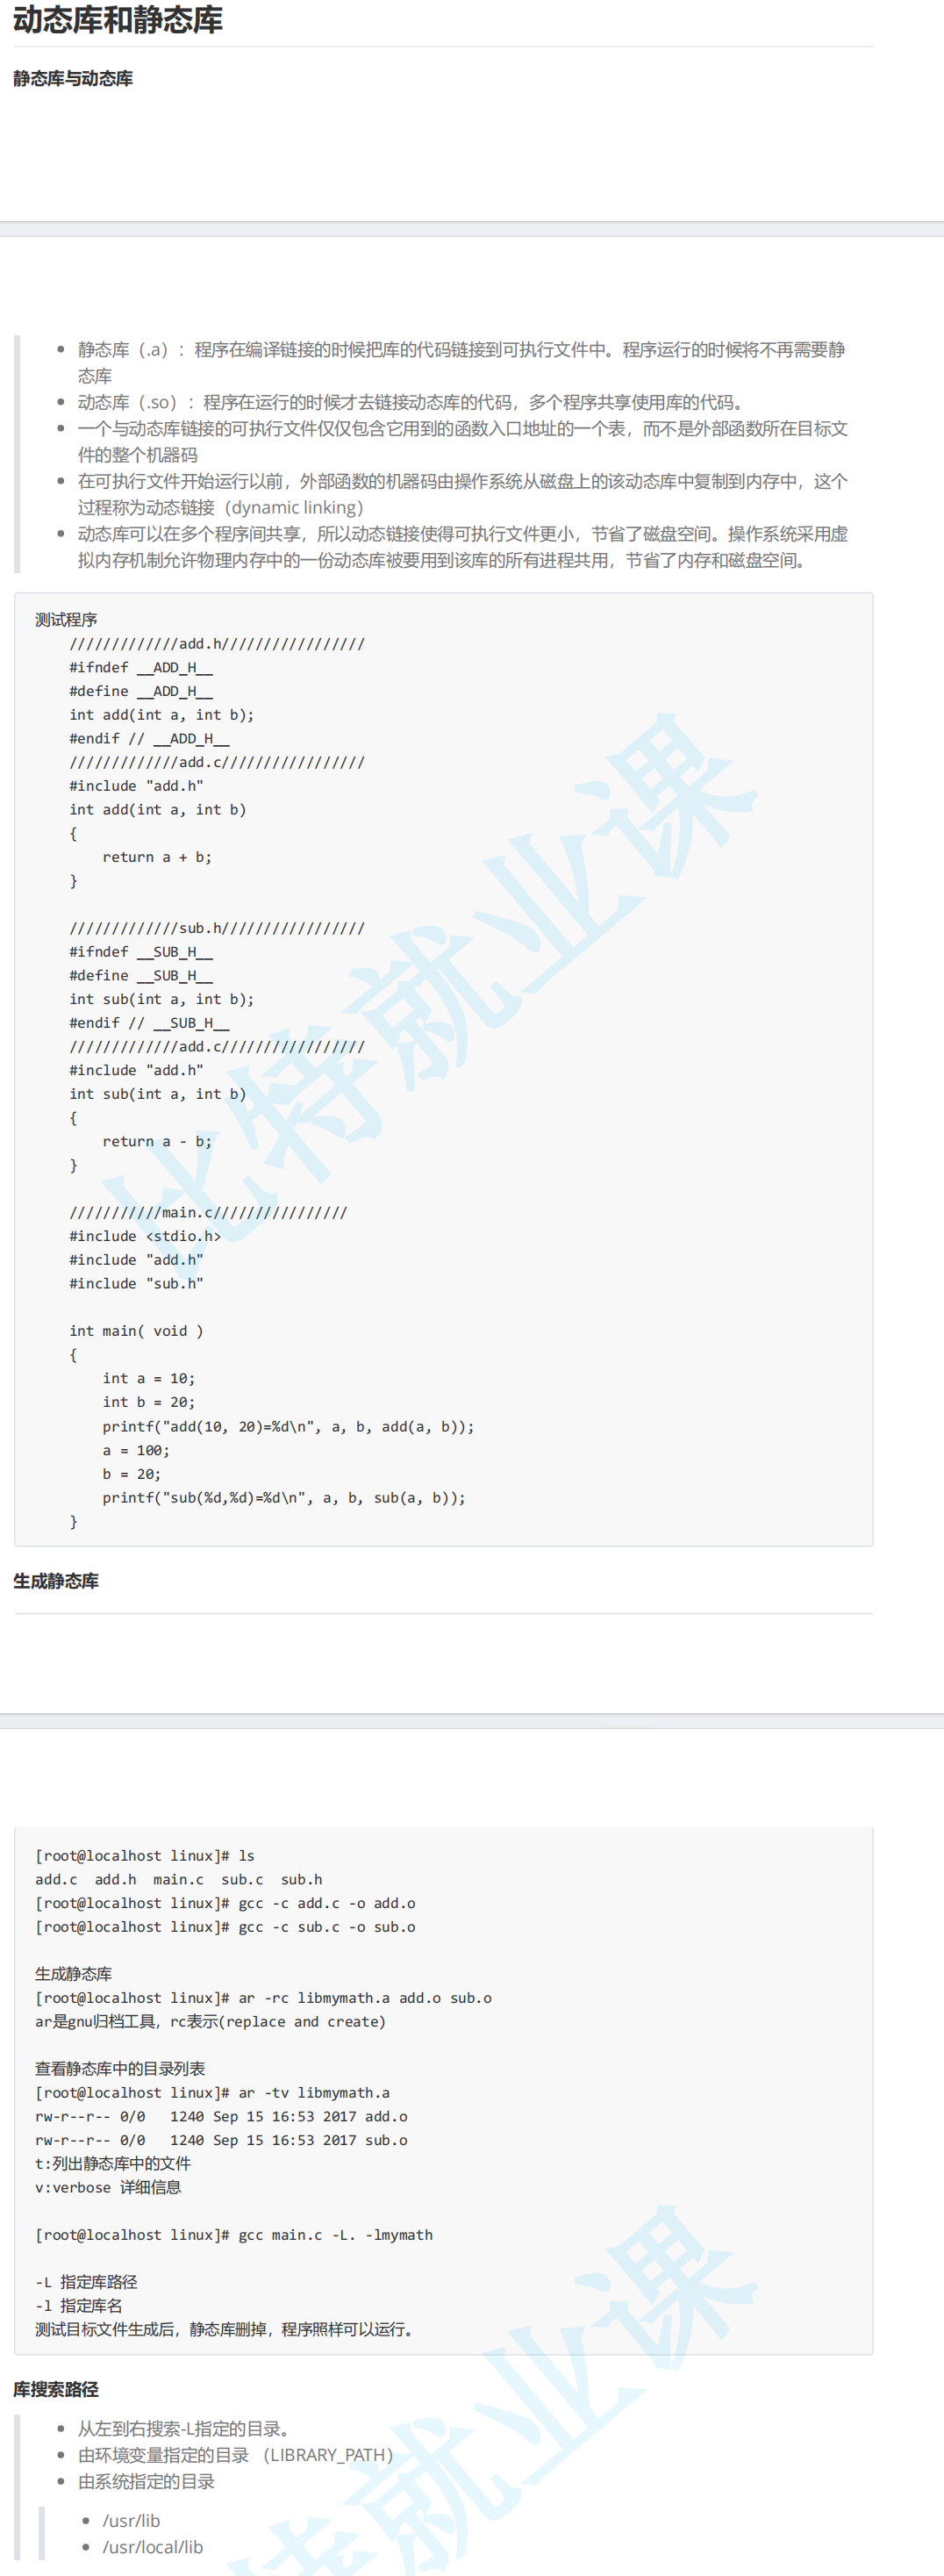 动态库和静态库
静态库与动态库
静态库（.a）：程序在编译链接的时候把库的代码链接到可执行文件中。程序运行的时候将不再需要静
态库
动态库（.so）：程序在运行的时候才去链接动态库的代码，多个程序共享使用库的代码。
一个与动态库链接的可执行文件仅仅包含它用到的函数入口地址的一个表，而不是外部函数所在目标文
件的整个机器码
在可执行文件开始运行以前，外部函数的机器码由操作系统从磁盘上的该动态库中复制到内存中，这个
过程称为动态链接（dynamic linking）
动态库可以在多个程序间共享，所以动态链接使得可执行文件更小，节省了磁盘空间。操作系统采用虚
拟内存机制允许物理内存中的一份动态库被要用到该库的所有进程共用，节省了内存和磁盘空间。
测试程序
/////////////add.h/////////////////
#ifndef __ADD_H__
#define __ADD_H__
int add(int a, int b);
#endif // __ADD_H__
/////////////add.c/////////////////
#include "add.h"
int add(int a, int b)
{
return a + b;
}
/////////////sub.h/////////////////
#ifndef __SUB_H__
#define __SUB_H__
int sub(int a, int b);
#endif // __SUB_H__
/////////////add.c/////////////////
#include "add.h"
int sub(int a, int b)
{
return a - b;
}
///////////main.c////////////////
#include <stdio.h>
#include "add.h"
#include "sub.h"
int main( void )
{
int a = 10;
int b = 20;
printf("add(10, 20)=%d\n", a, b, add(a, b));
a = 100;
b = 20;
printf("sub(%d,%d)=%d\n", a, b, sub(a, b));
}
比特就业课
生成静态库
[root@localhost linux]# ls
add.c  add.h  main.c  sub.c  sub.h
[root@localhost linux]# gcc -c add.c -o add.o
[root@localhost linux]# gcc -c sub.c -o sub.o
生成静态库
[root@localhost linux]# ar -rc libmymath.a add.o sub.o
ar是gnu归档工具，rc表示(replace and create)
查看静态库中的目录列表
[root@localhost linux]# ar -tv libmymath.a
rw-r--r-- 0/0   1240 Sep 15 16:53 2017 add.o
rw-r--r-- 0/0   1240 Sep 15 16:53 2017 sub.o
t:列出静态库中的文件
v:verbose 详细信息
[root@localhost linux]# gcc main.c -L. -lmymath
-L 指定库路径
-l 指定库名
测试目标文件生成后，静态库删掉，程序照样可以运行。
库搜索路径
从左到右搜索-L指定的目录。
由环境变量指定的目录 （LIBRARY_PATH）
由系统指定的目录
/usr/lib
/usr/local/lib
特就业课